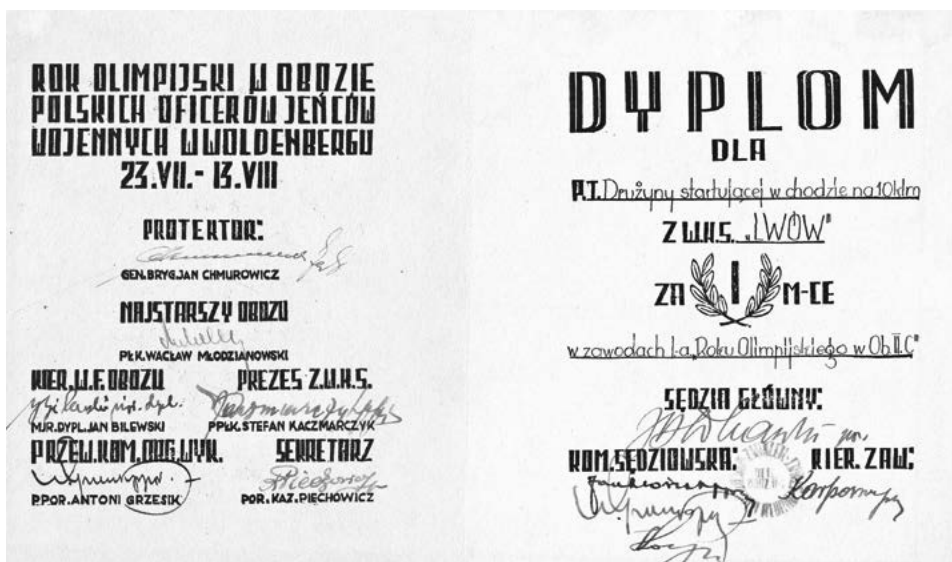 ROK OLIMPIJSKI W OBOZIE
POLSKICH OFICERÓW JEŃCÓW
WOJENNYCH W WOLDENBERGU
23.VII.- 13.VIII
PROTEKTOR:
GEN.BRYG.JAN CHMUROWICZ
NAJSTARSZY OBOZU
PŁK.WACŁAW MŁODZIANOWSKI
KIER.W.F.OBOZU PREZES Z.W.K.S.
MJR.DYPL.JAN BILEWSKI PPŁK.STEFAN KACZMARCZYK
PRZEW.KOM.ORG.WYK. SEKRETARZ
P.POR.ANTONI GRZESIK POR.KAZ.PIECHOWICZ
DYPLOM
DLA
P.T. Drużyny startującej w chodzie na 10klm
Z W.K.S. „LWÓW"
ZA I M-CE
w zawodach l-a „Roku Olimpijskiego w Ob.II.C"
SĘDZIA GŁÓWNY:
KOM.SĘDZIOWSKA: KIER.ZAW: